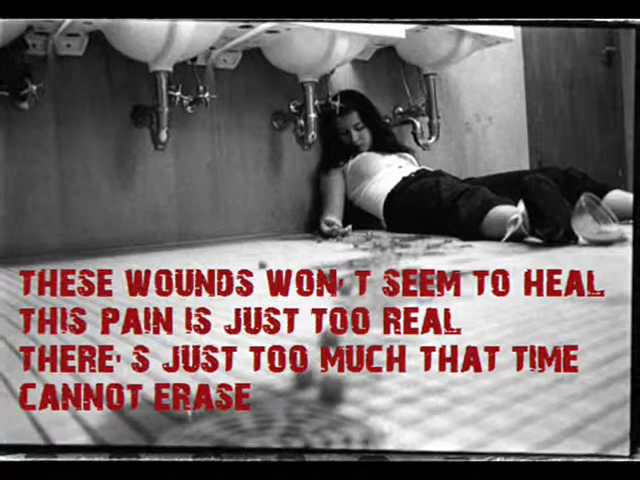 THESE WOUNDS WON'T SEEM TO HEAL
THIS PAIN IS JUST TOO REAL
THERE'S JUST TOO MUCH THAT TIME
CANNOT ERASE